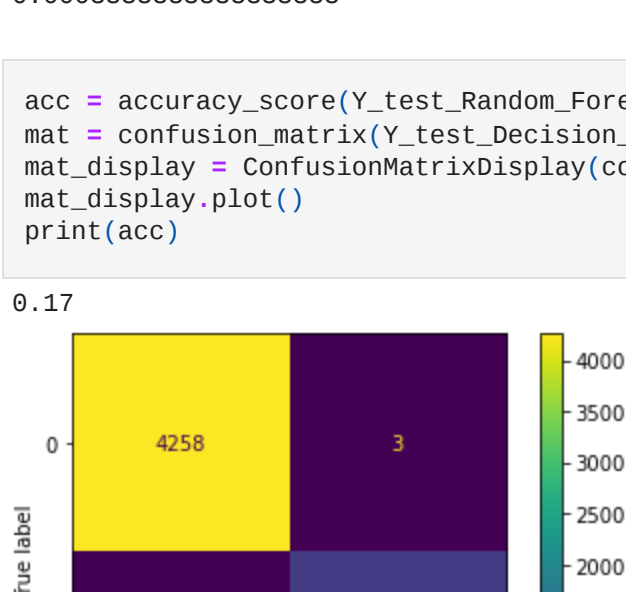 acc = accuracy_score(Y_test_Random_Fore
mat = confusion_matrix(Y_test_Decision_
mat_display = ConfusionMatrixDisplay(co
mat_display.plot()
print(acc)
0.17
4000
0
4258
3
3500
3000
2500
2000
label